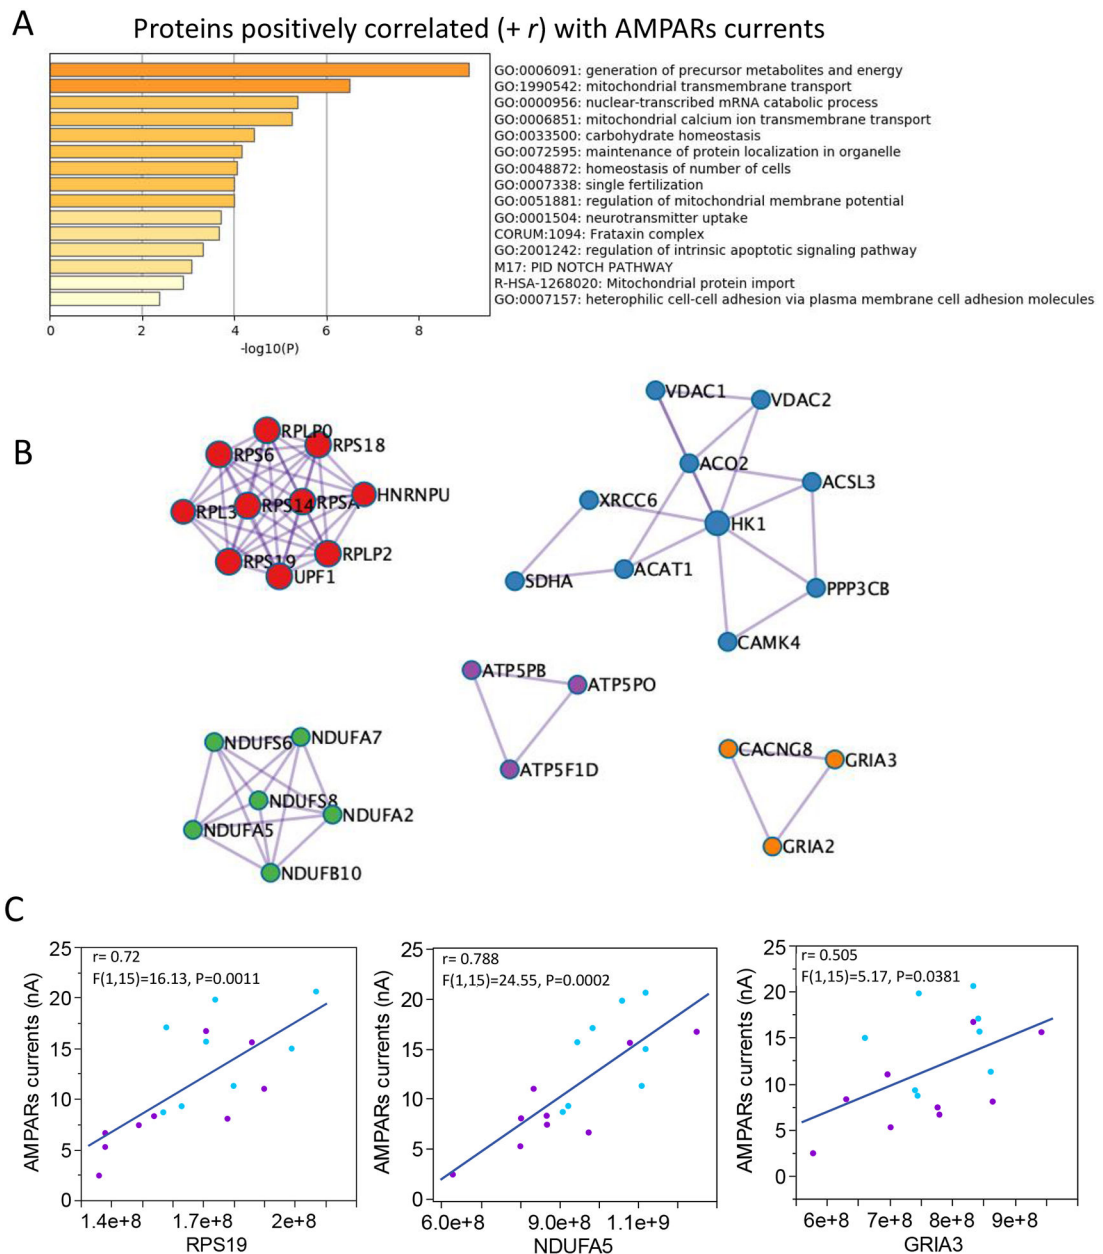 A
Proteins positively correlated (+ r) with AMPARs currents
GO:0006091: generation of precursor metabolites and energy
GO:1990542: mitochondrial transmembrane transport
GO:0000956: nuclear-transcribed mRNA catabolic process
GO:0006851: mitochondrial calcium ion transmembrane transport
GO:0033500: carbohydrate homeostasis
GO:0072595: maintenance of protein localization in organelle
GO:0048872: homeostasis of number of cells
GO:0007338: single fertilization
GO:0051881: regulation of mitochondrial membrane potential
GO:0001504: neurotransmitter uptake
CORUM:1094: Frataxin complex
GO:2001242: regulation of intrinsic apoptotic signaling pathway
M17: PID NOTCH PATHWAY
R-HSA-1268020: Mitochondrial protein import
GO:0007157: heterophilic cell-cell adhesion via plasma membrane cell adhesion molecules
0 2 4 6 8
-log10(P)
B
RPLP0
RPS18
RPS6
HNRNPU
RPL3
RPS14
RPSA
RPS19
RPLP2
UPF1
VDAC1
VDAC2
ACO2
ACSL3
XRCC6
HK1
SDHA
ACAT1
PPP3CB
CAMK4
ATP5PB
ATP5PO
ATP5F1D
NDUFS6
NDUFA7
NDUFS8
NDUFA2
NDUFA5
NDUFB10
CACNG8
GRIA3
GRIA2
C
AMPARs currents (nA)
25
20
15
10
5
0
r= 0.72
F(1,15)=16.13, P=0.0011
1.4e+8 1.7e+8 2e+8
RPS19
AMPARs currents (nA)
25
20
15
10
5
0
r= 0.788
F(1,15)=24.55, P=0.0002
6.0e+8 9.0e+8 1.1e+9
NDUFA5
AMPARs currents (nA)
25
20
15
10
5
0
r= 0.505
F(1,15)=5.17, P=0.0381
6e+8 7e+8 8e+8 9e+8
GRIA3